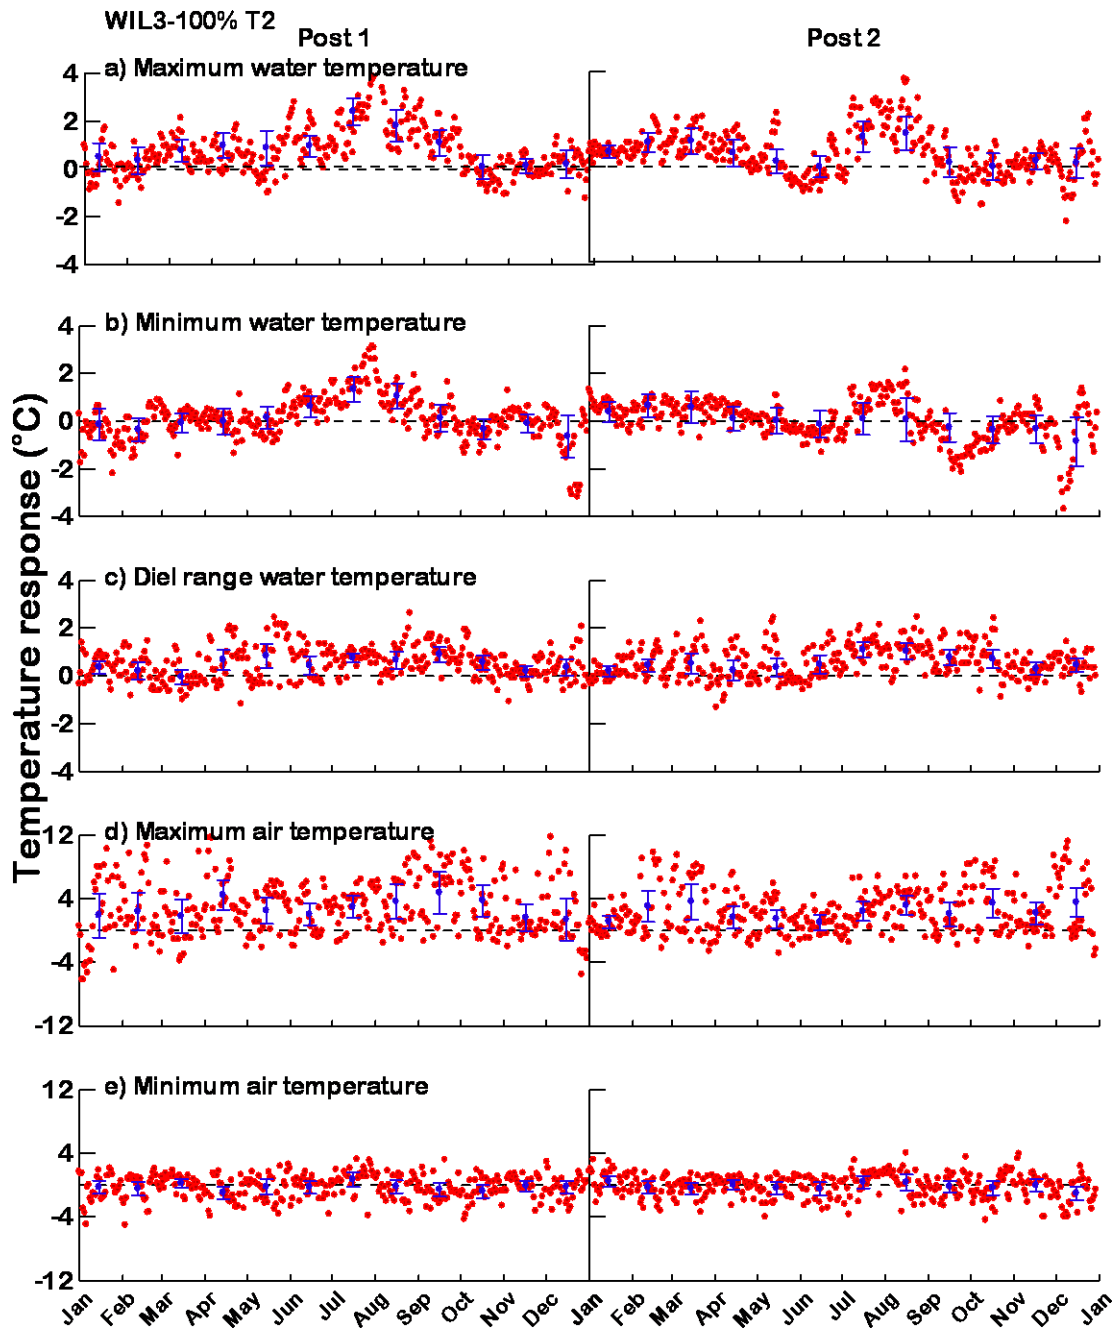 WIL3-100% T2
Post 1
Post 2
a) Maximum water temperature
4
2
0
-2
-4
b) Minimum water temperature
4
2
0
-2
-4
c) Diel range water temperature
4
2
0
-2
-4
d) Maximum air temperature
12
4
-4
-12
e) Minimum air temperature
12
4
-4
-12
Temperature response (°C)
Jan Feb Mar Apr May Jun Jul Aug Sep Oct Nov Dec Jan Feb Mar Apr May Jun Jul Aug Sep Oct Nov Dec Jan